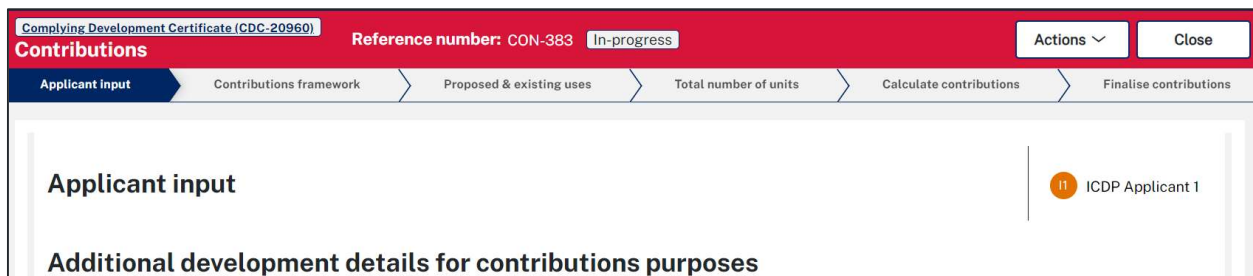 Complying Development Certificate (CDC-20960)
Contributions
Reference number: CON-383 In-progress
Actions
Close
Applicant input
Contributions framework
Proposed & existing uses
Total number of units
Calculate contributions
Finalise contributions
Applicant input
I1 ICDP Applicant 1
Additional development details for contributions purposes